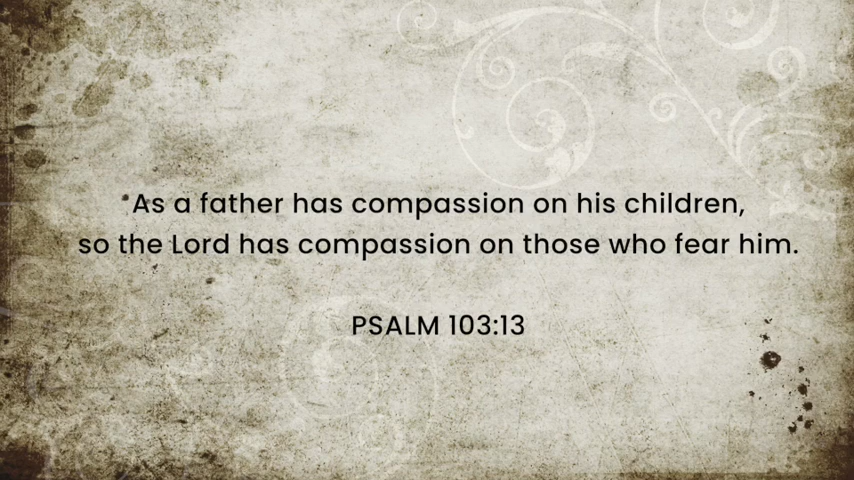 As a father has compassion on his children,
so the Lord has compassion on those who fear him.
PSALM 103:13